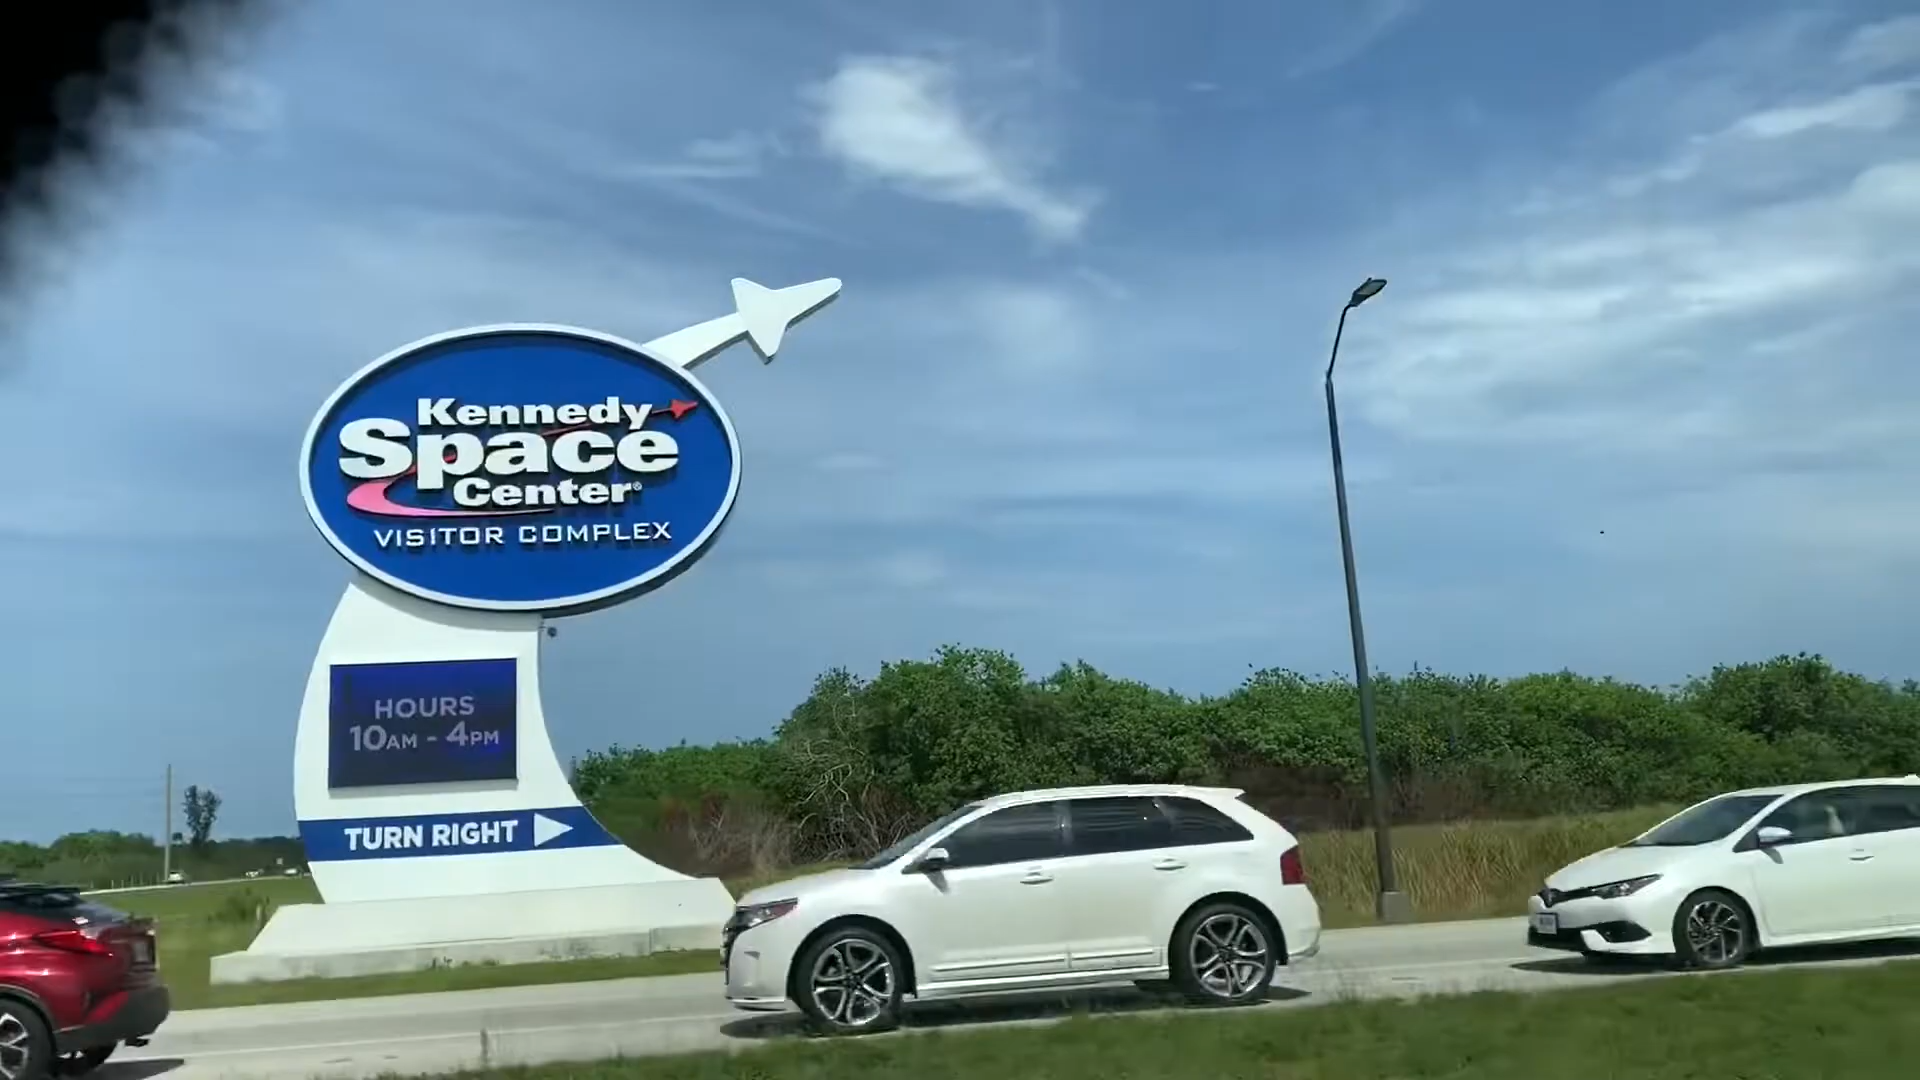 Kennedy
Space
Center®
VISITOR COMPLEX
HOURS
10AM - 4PM
TURN RIGHT